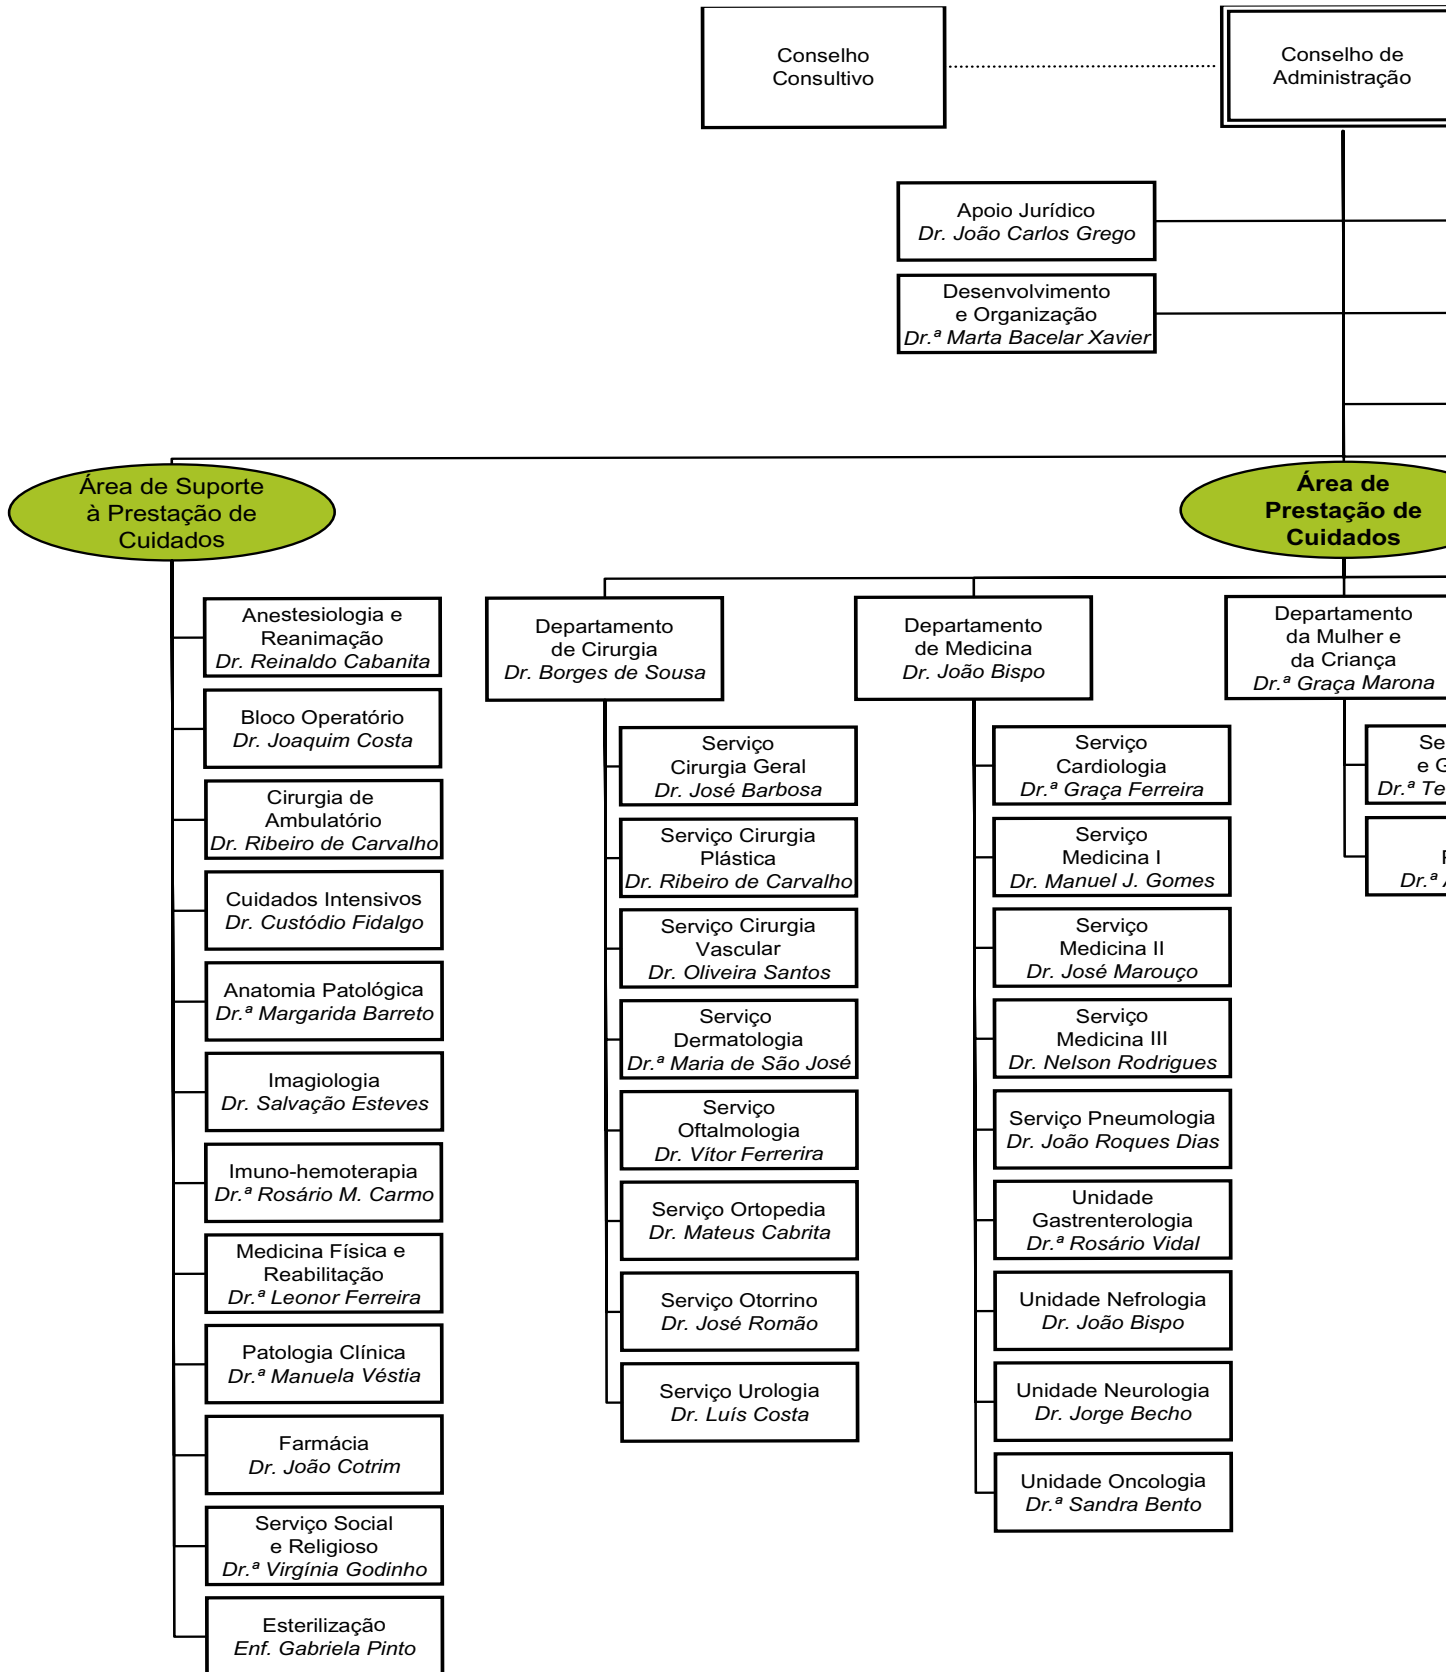 Conselho
Consultivo
Conselho de
Administração
Apoio Jurídico
Dr. João Carlos Grego
Desenvolvimento
e Organização
Dr.ª Marta Bacelar Xavier
Área de Suporte
à Prestação de
Cuidados
Área de
Prestação de
Cuidados
Anestesiologia e
Reanimação
Dr. Reinaldo Cabanita
Bloco Operatório
Dr. Joaquim Costa
Cirurgia de
Ambulatório
Dr. Ribeiro de Carvalho
Cuidados Intensivos
Dr. Custódio Fidalgo
Anatomia Patológica
Dr.ª Margarida Barreto
Imagiologia
Dr. Salvação Esteves
Imuno-hemoterapia
Dr.ª Rosário M. Carmo
Medicina Física e
Reabilitação
Dr.ª Leonor Ferreira
Patologia Clínica
Dr.ª Manuela Véstia
Farmácia
Dr. João Cotrim
Serviço Social
e Religioso
Dr.ª Virgínia Godinho
Esterilização
Enf. Gabriela Pinto
Departamento
de Cirurgia
Dr. Borges de Sousa
Serviço
Cirurgia Geral
Dr. José Barbosa
Serviço Cirurgia
Plástica
Dr. Ribeiro de Carvalho
Serviço Cirurgia
Vascular
Dr. Oliveira Santos
Serviço
Dermatologia
Dr.ª Maria de São José
Serviço
Oftalmologia
Dr. Vítor Ferrerira
Serviço Ortopedia
Dr. Mateus Cabrita
Serviço Otorrino
Dr. José Romão
Serviço Urologia
Dr. Luís Costa
Departamento
de Medicina
Dr. João Bispo
Serviço
Cardiologia
Dr.ª Graça Ferreira
Serviço
Medicina I
Dr. Manuel J. Gomes
Serviço
Medicina II
Dr. José Marouço
Serviço
Medicina III
Dr. Nelson Rodrigues
Serviço Pneumologia
Dr. João Roques Dias
Unidade
Gastrenterologia
Dr.ª Rosário Vidal
Unidade Nefrologia
Dr. João Bispo
Unidade Neurologia
Dr. Jorge Becho
Unidade Oncologia
Dr.ª Sandra Bento
Departamento
da Mulher e
da Criança
Dr.ª Graça Marona
e
Dr.ª
Dr.ª